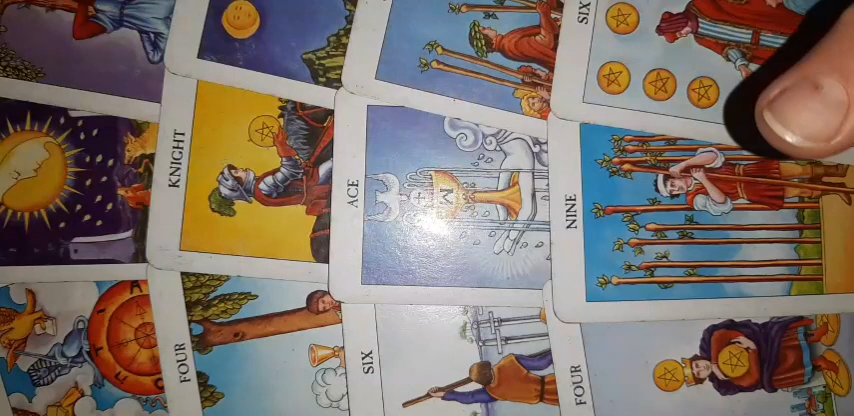 SIX
KNIGHT
ACE
M
NINE
FOUR
SIX
FOUR